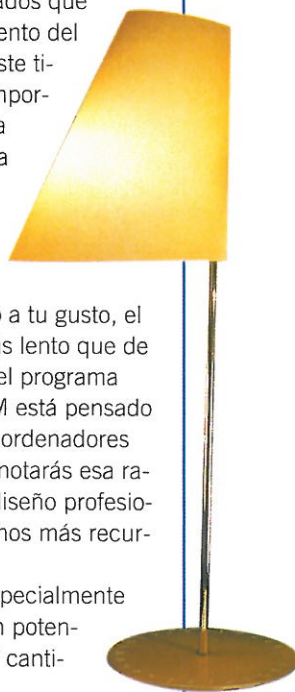 ados que
ento del
ste ti-
mpor-
a
a
o a tu gusto, el
s lento que de
el programa
M está pensado
ordenadores
notarás esa ra-
diseño profesio-
nos más recur-
specialmente
n poten-
canti-